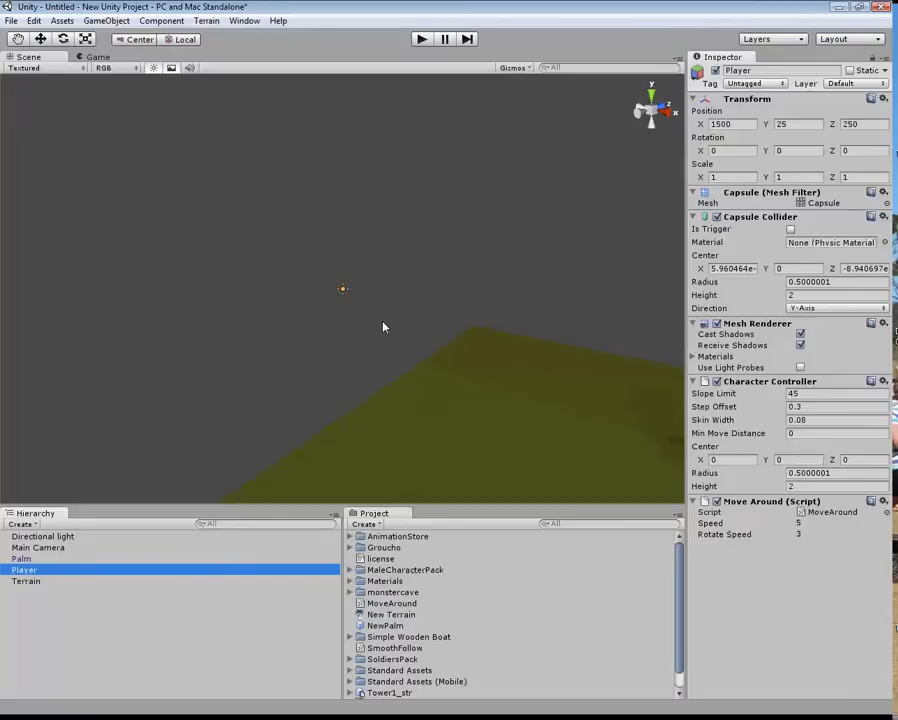 Unity - Untitled - New Unity Project - PC and Mac Standalone*
File Edit Assets GameObject Component Terrain Window Help
Center Local Layers Layout
Scene Game Inspector
Textured RGB Gizmos All
Player Static
Tag Untagged Layer Default
y z x
Transform
Position
X 1500 Y 25 Z 250
Rotation
X 0 Y 0 Z 0
Scale
X 1 Y 1 Z 1
Capsule (Mesh Filter)
Mesh Capsule
Capsule Collider
Is Trigger
Material None (Physic Material
Center
X 5.960464e- Y 0 Z -8.940697e
Radius 0.5000001
Height 2
Direction Y-Axis
Mesh Renderer
Cast Shadows
Receive Shadows
Materials
Use Light Probes
Character Controller
Slope Limit 45
Step Offset 0.3
Skin Width 0.08
Min Move Distance 0
Center
X 0 Y 0 Z 0
Radius 0.5000001
Height 2
Move Around (Script)
Script MoveAround
Speed 5
Rotate Speed 3
Hierarchy
Create All
Directional light
Main Camera
Palm
Player
Terrain
Project
Create All
AnimationStore
Groucho
license
MaleCharacterPack
Materials
monstercave
MoveAround
New Terrain
NewPalm
Simple Wooden Boat
SmoothFollow
SoldiersPack
Standard Assets
Standard Assets (Mobile)
Tower1_str